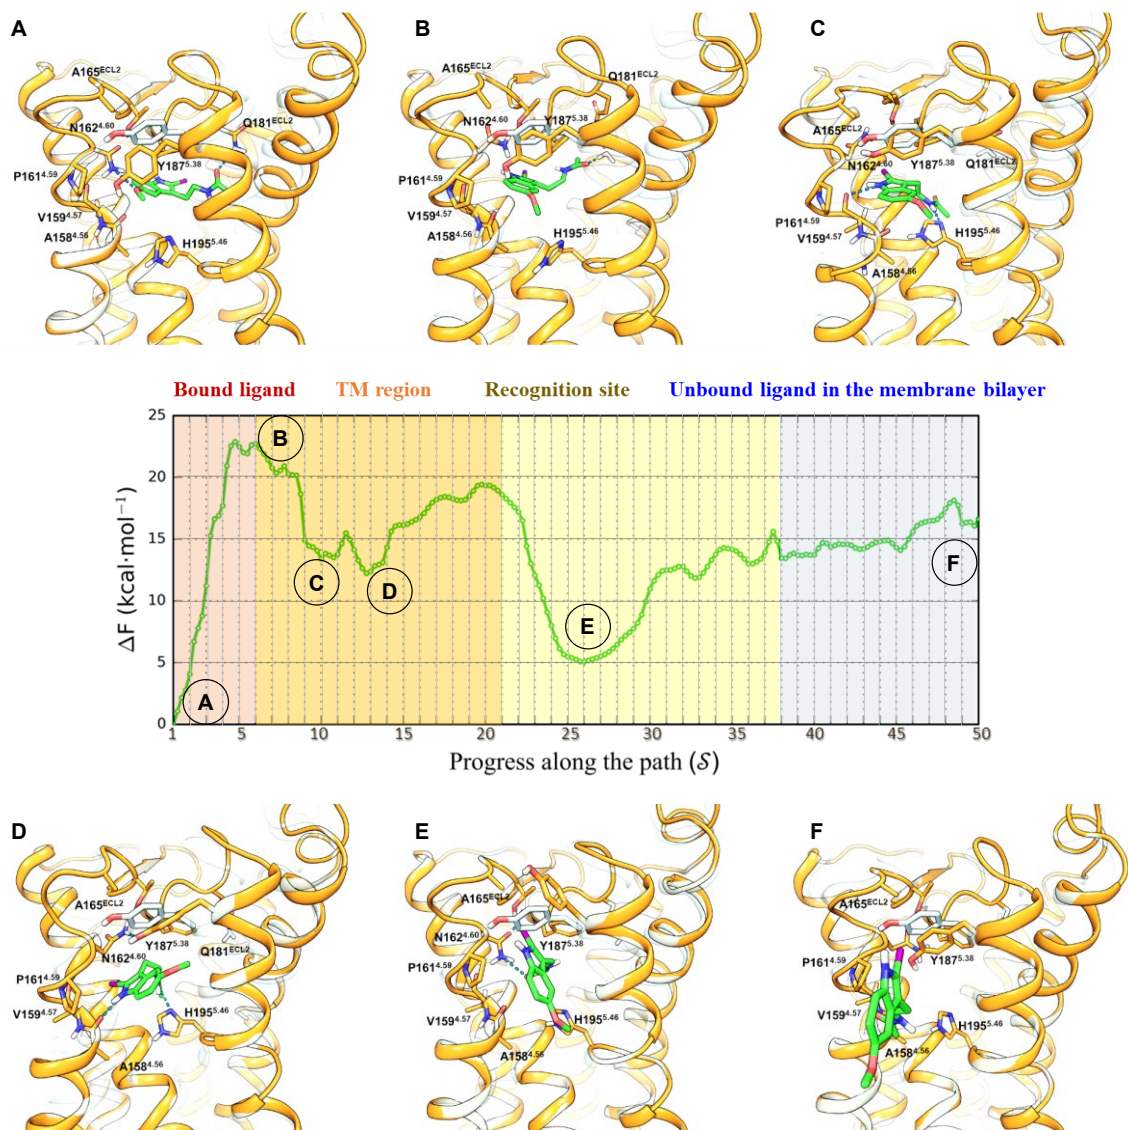 A
A165ECL2
N1624.60
Q181ECL2
Y1875.38
P1614.59
V1594.57
A1584.56
H1955.46
B
A165ECL2
Q181ECL2
N1624.60
Y1875.38
P1614.59
V1594.57
A1584.56
H1955.46
C
A165ECL2
N1624.60
Y1875.38
Q181ECL2
P1614.59
V1594.57
H1955.46
A1584.56
Bound ligand TM region Recognition site Unbound ligand in the membrane bilayer
25
20
15
10
5
0
ΔF (kcal·mol−1)
A
B
C
D
E
F
1 5 10 15 20 25 30 35 40 45 50
Progress along the path (S)
D
A165ECL2
N1624.60
Y1875.38
Q181ECL2
P1614.59
V1594.57
H1955.46
A1584.56
E
A165ECL2
N1624.60
Y1875.38
P1614.59
V1594.57
H1955.46
A1584.56
F
A165ECL2
P1614.59
Y1875.38
V1594.57
H1955.46
A1584.56